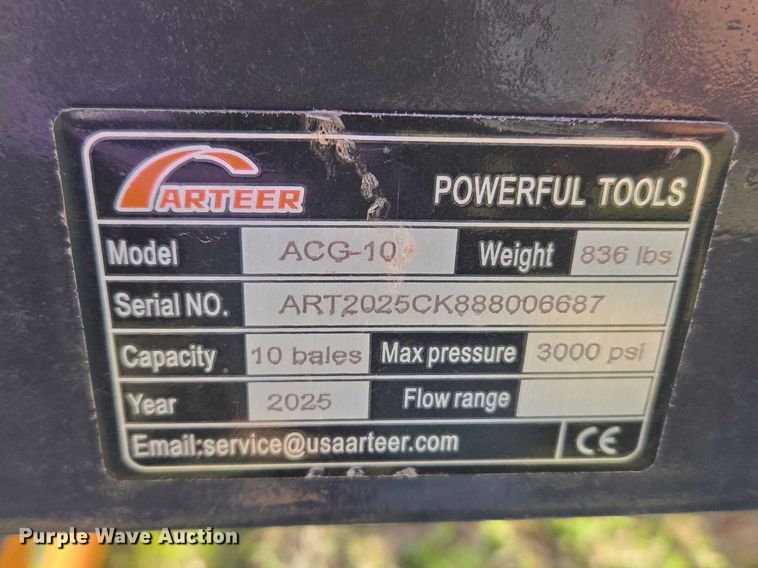 ARTEER POWERFUL TOOLS
Model ACG-10 Weight 836 lbs
Serial NO. ART2025CK888006687
Capacity 10 bales Max pressure 3000 psi
Year 2025 Flow range
Email:service@usaarteer.com CE
Purple Wave Auction